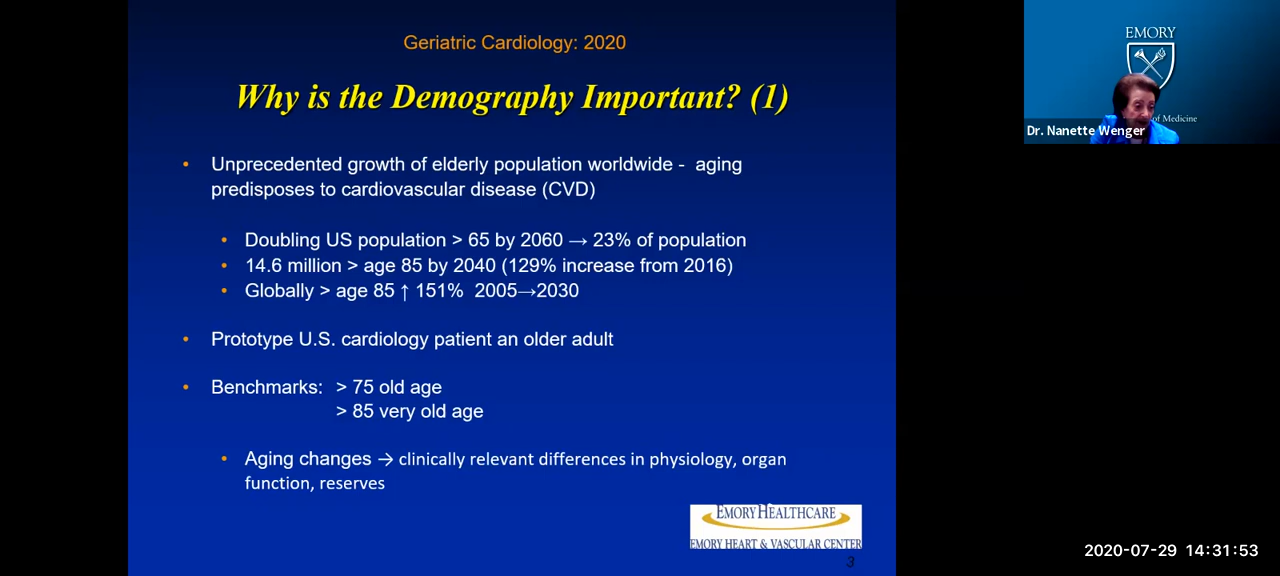 Geriatric Cardiology: 2020
Why is the Demography Important? (1)
• Unprecedented growth of elderly population worldwide - aging
predisposes to cardiovascular disease (CVD)
• Doubling US population > 65 by 2060 → 23% of population
• 14.6 million > age 85 by 2040 (129% increase from 2016)
• Globally > age 85 ↑ 151% 2005→2030
• Prototype U.S. cardiology patient an older adult
• Benchmarks: > 75 old age
> 85 very old age
• Aging changes → clinically relevant differences in physiology, organ
function, reserves
EMORY HEALTHCARE
EMORY HEART & VASCULAR CENTER
3
EMORY
of Medicine
Dr. Nanette Wenger
2020-07-29 14:31:53